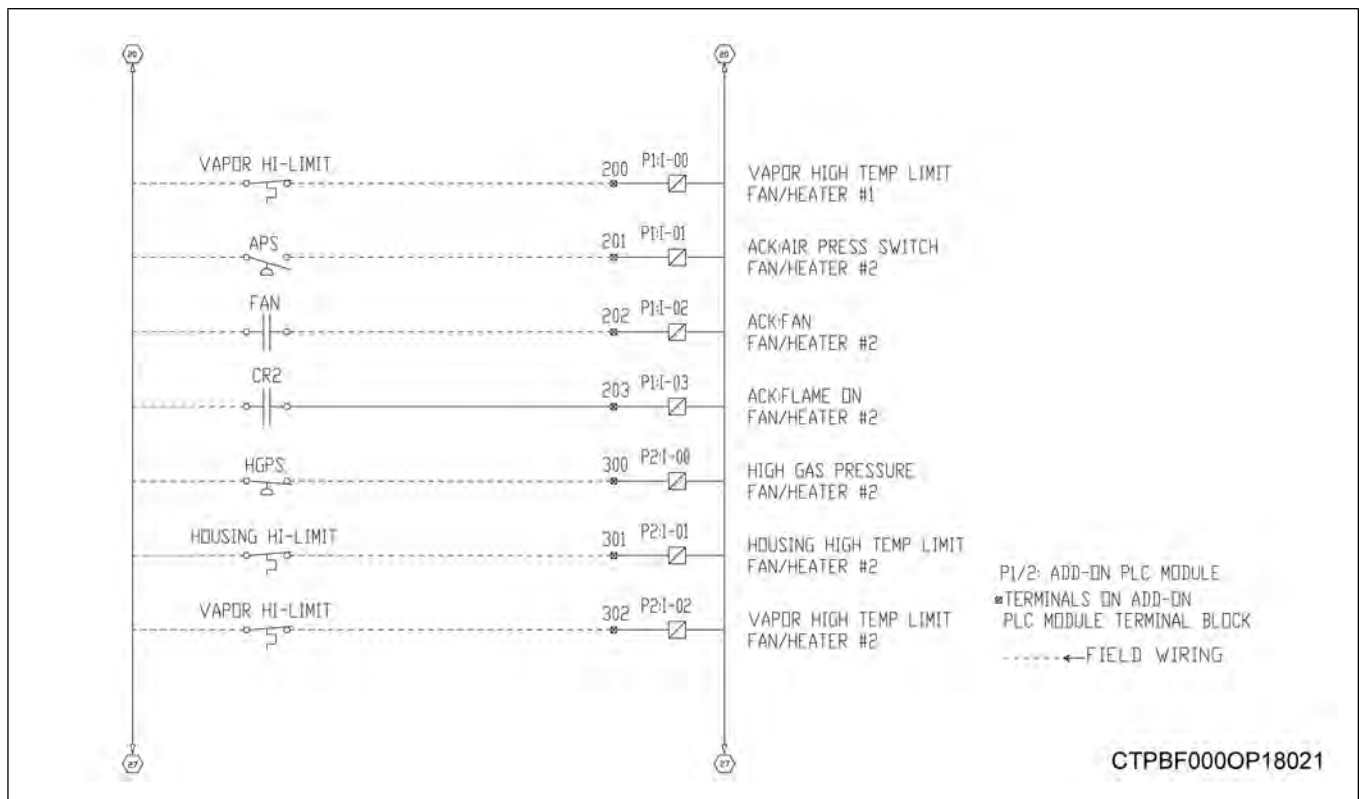 20 20
VAPOR HI-LIMIT
200 P1:I-00
VAPOR HIGH TEMP LIMIT
FAN/HEATER #1
APS
201 P1:I-01
ACK:AIR PRESS SWITCH
FAN/HEATER #2
FAN
202 P1:I-02
ACK:FAN
FAN/HEATER #2
CR2
203 P1:I-03
ACK:FLAME ON
FAN/HEATER #2
HGPS
300 P2:I-00
HIGH GAS PRESSURE
FAN/HEATER #2
HOUSING HI-LIMIT
301 P2:I-01
HOUSING HIGH TEMP LIMIT
FAN/HEATER #2
VAPOR HI-LIMIT
302 P2:I-02
VAPOR HIGH TEMP LIMIT
FAN/HEATER #2
P1/2: ADD-ON PLC MODULE
TERMINALS ON ADD-ON
PLC MODULE TERMINAL BLOCK
FIELD WIRING
27 27
CTPBF000OP18021